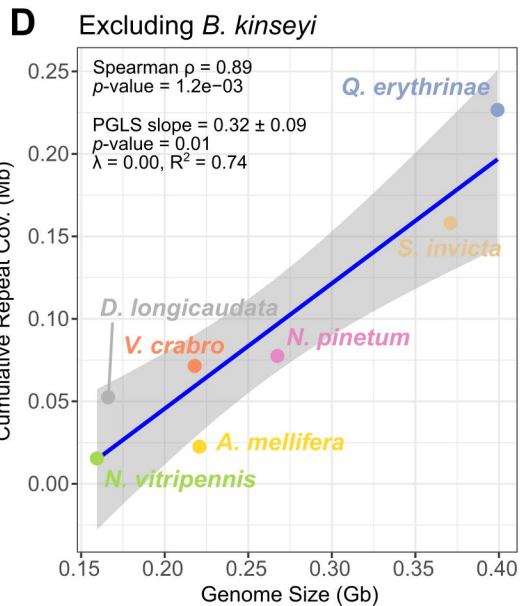 D Excluding B. kinseyi
Spearman ρ = 0.89
p-value = 1.2e−03
PGLS slope = 0.32 ± 0.09
p-value = 0.01
λ = 0.00, R² = 0.74
Q. erythrinae
S. invicta
D. longicaudata
V. crabro
N. pinetum
A. mellifera
N. vitripennis
0.25
0.20
0.15
0.10
0.05
0.00
Cumulative Repeat Cov. (Mb)
0.15 0.20 0.25 0.30 0.35 0.40
Genome Size (Gb)